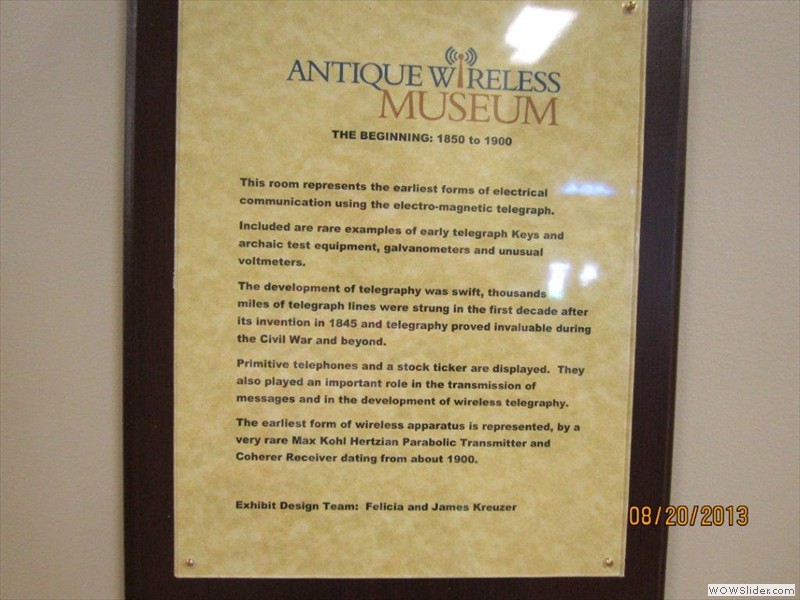 ANTIQUE WIRELESS
MUSEUM
THE BEGINNING: 1850 to 1900
This room represents the earliest forms of electrical
communication using the electro-magnetic telegraph.
Included are rare examples of early telegraph Keys and
archaic test equipment, galvanometers and unusual
voltmeters.
The development of telegraphy was swift, thousands
miles of telegraph lines were strung in the first decade after
its invention in 1845 and telegraphy proved invaluable during
the Civil War and beyond.
Primitive telephones and a stock ticker are displayed. They
also played an important role in the transmission of
messages and in the development of wireless telegraphy.
The earliest form of wireless apparatus is represented, by a
very rare Max Kohl Hertzian Parabolic Transmitter and
Coherer Receiver dating from about 1900.
Exhibit Design Team: Felicia and James Kreuzer
08/20/2013
WOWSlider.com